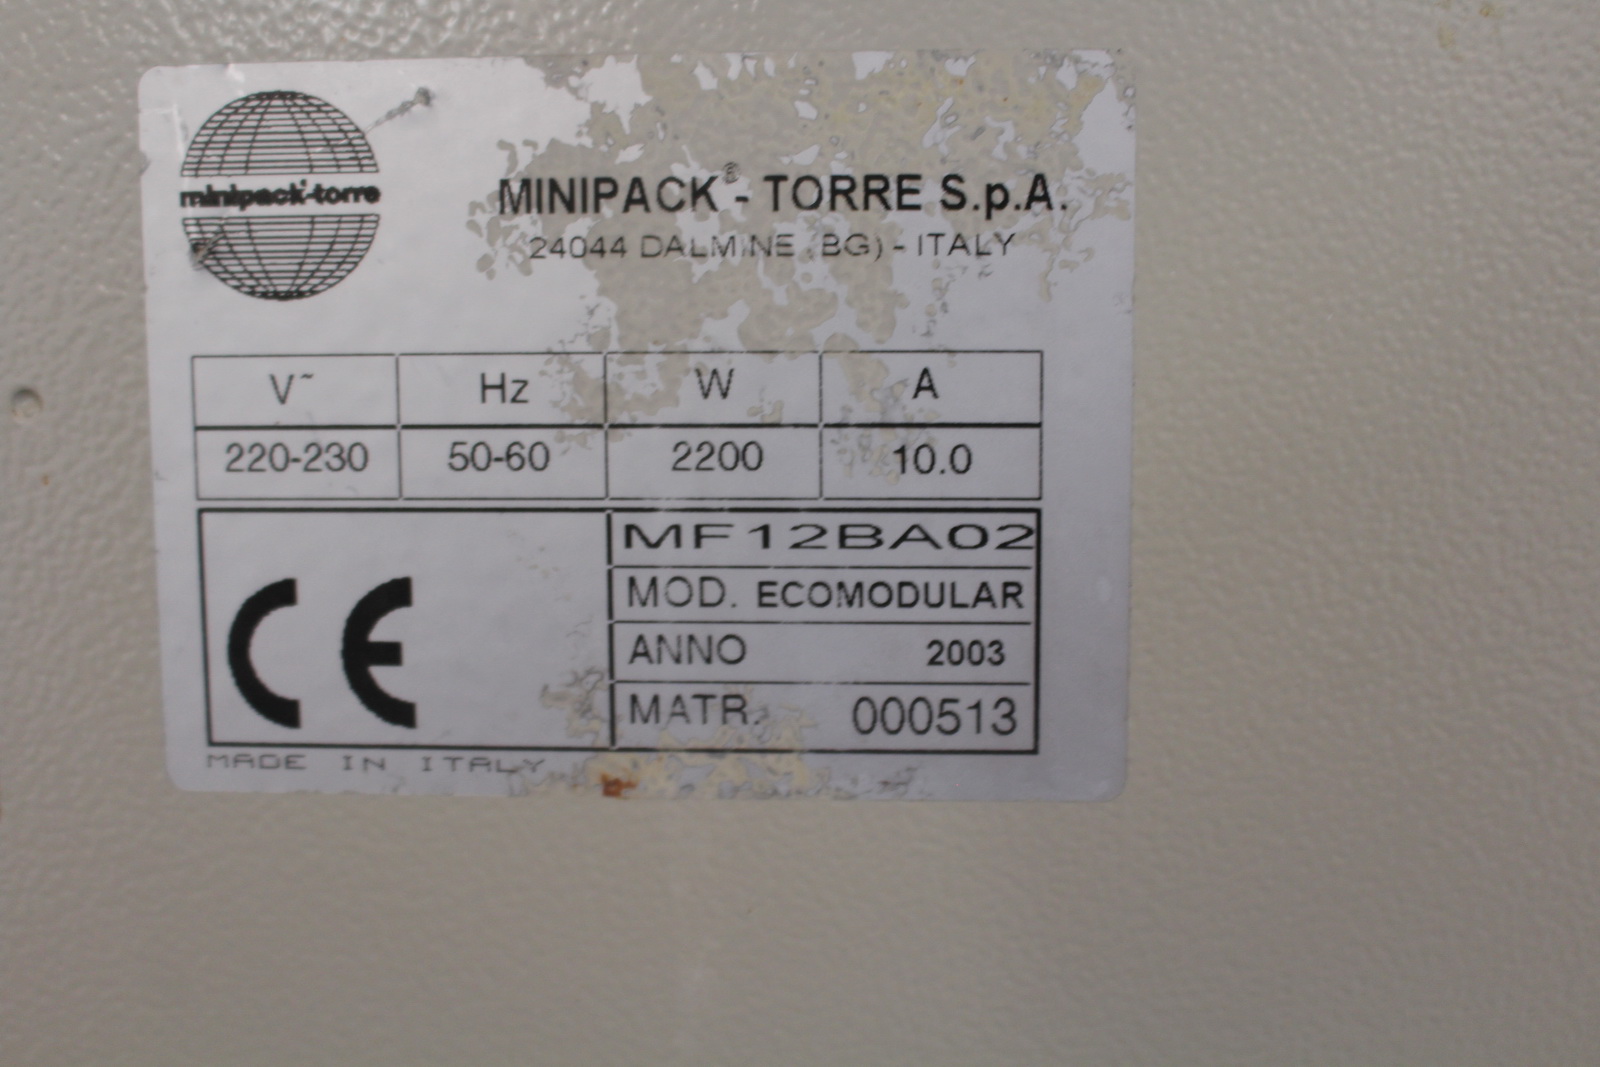 minipack®-torre
MINIPACK® - TORRE S.p.A.
24044 DALMINE (BG) - ITALY
V~ Hz W A
220-230 50-60 2200 10.0
MF12BA02
MOD. ECOMODULAR
ANNO 2003
MATR. 000513
CE
MADE IN ITALY